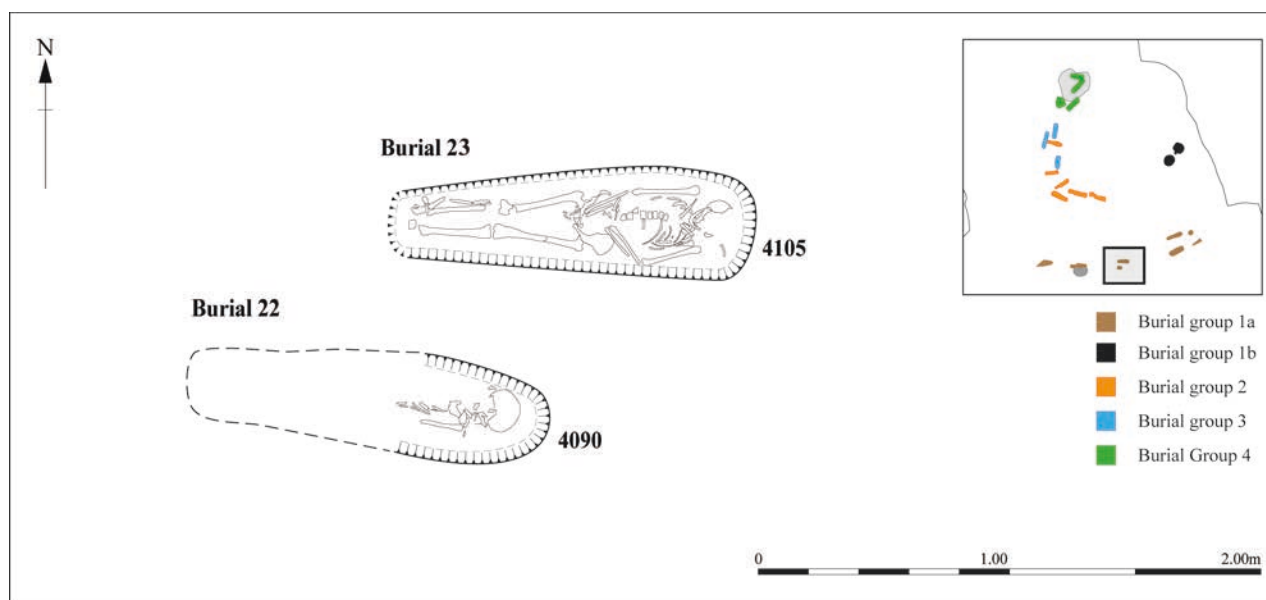 N
Burial 23
4105
Burial 22
4090
Burial group 1a
Burial group 1b
Burial group 2
Burial group 3
Burial Group 4
0 1.00 2.00m